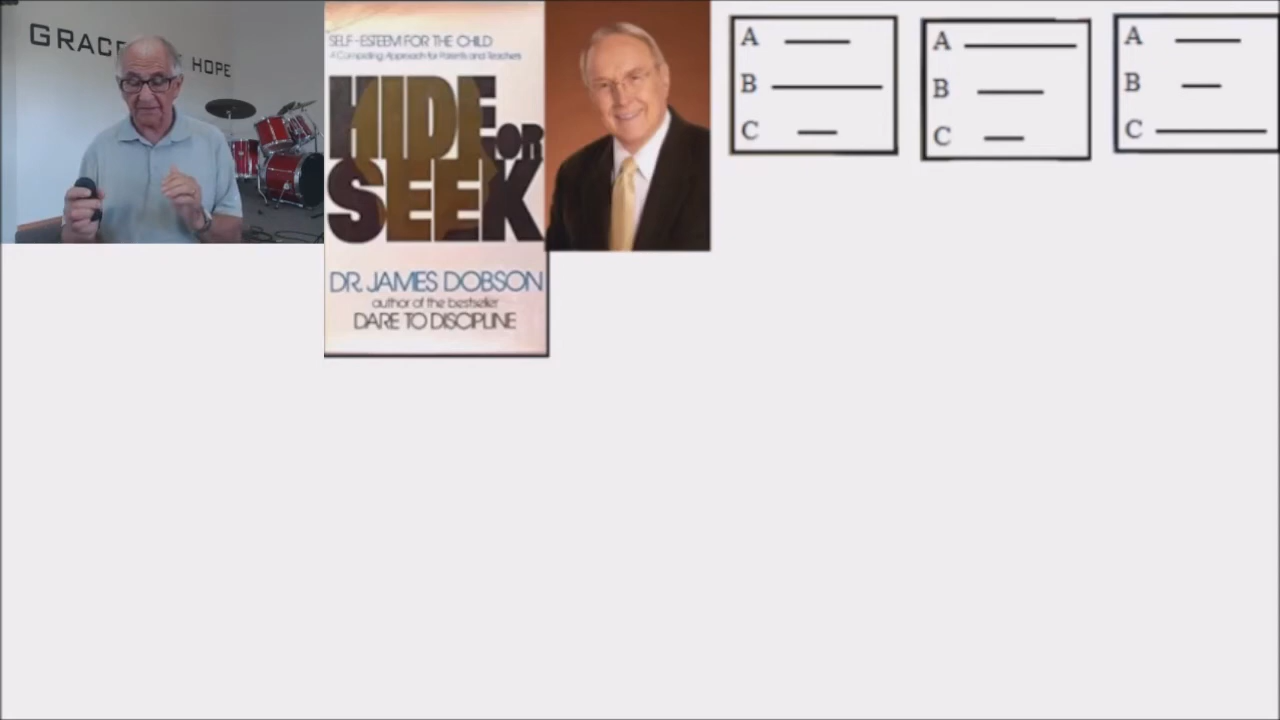 GRACE HOPE
SELF-ESTEEM FOR THE CHILD
A Compelling Approach for Parents and Teachers
HIDE
OR
SEEK
DR. JAMES DOBSON
author of the bestseller
DARE TO DISCIPLINE
A
B
C
A
B
C
A
B
C